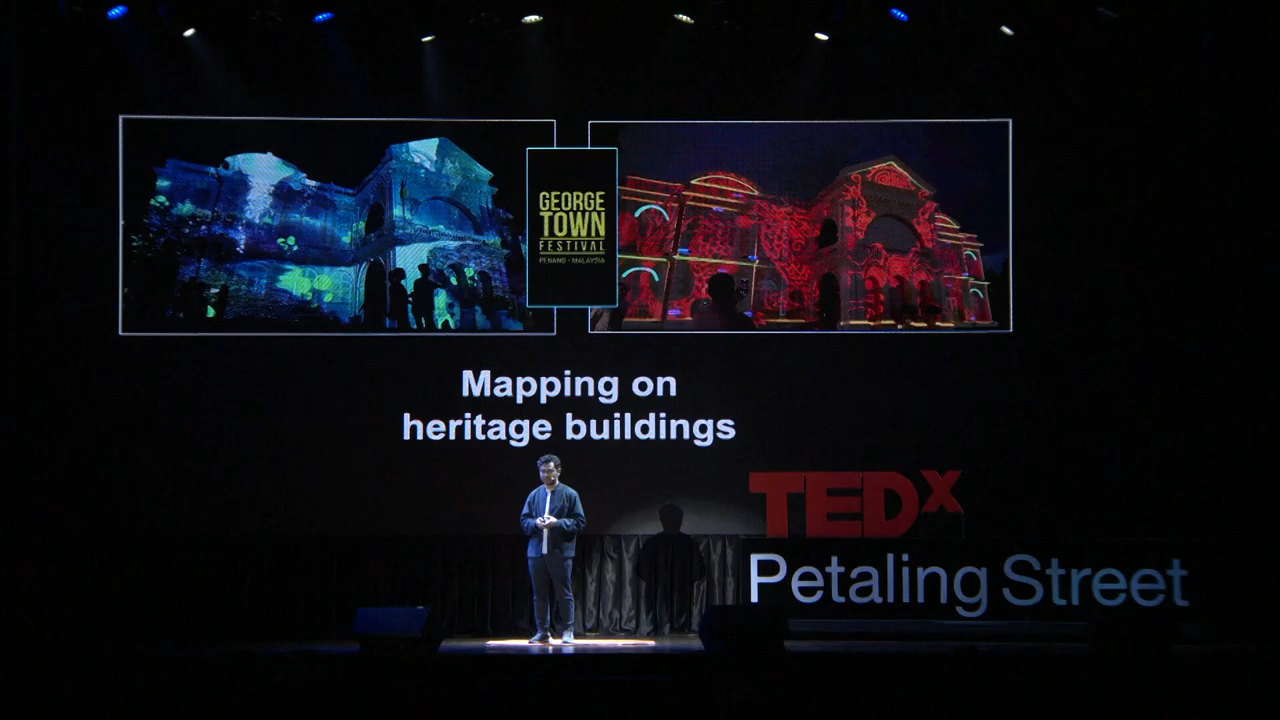 GEORGE
TOWN
FESTIVAL
PENANG - MALAYSIA
Mapping on
heritage buildings
TEDx
Petaling Street